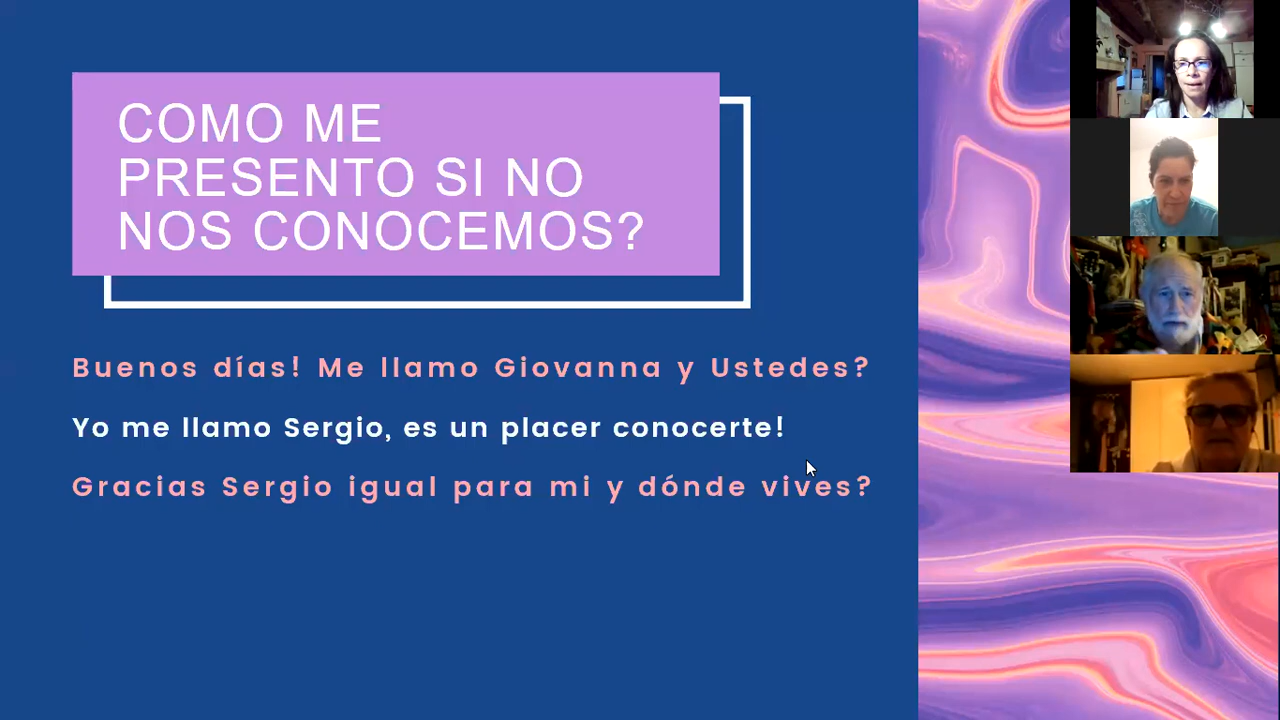 COMO ME
PRESENTO SI NO
NOS CONOCEMOS?
Buenos días! Me llamo Giovanna y Ustedes?
Yo me llamo Sergio, es un placer conocerte!
Gracias Sergio igual para mi y dónde vives?